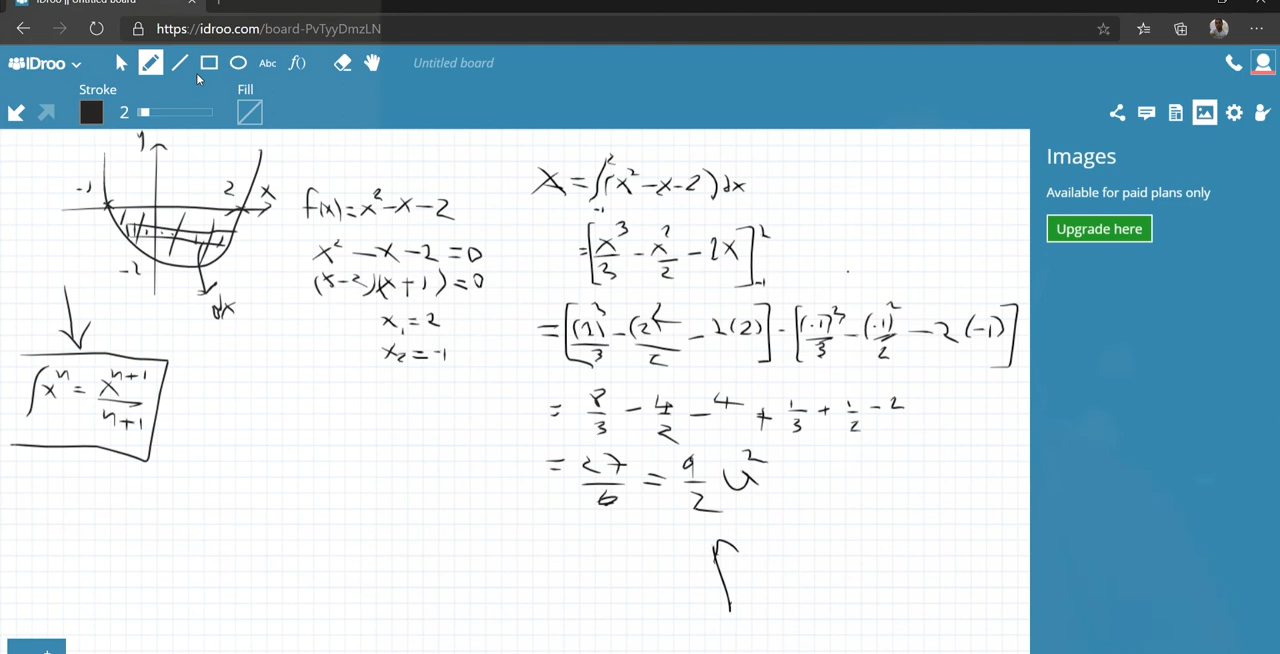 IDroo || Untitled board
https://idroo.com/board-PvTyyDmzLN
IDroo
Abc
f()
Untitled board
Stroke
Fill
2
Images
Available for paid plans only
Upgrade here
y
-1
2
x
-2
dx
∫xⁿ = xⁿ⁺¹/n+1
f(x)=x²-x-2
x²-x-2=0
(x-2)(x+1)=0
x₁=2
x₂=-1
X=∫₋₁²(x²-x-2)dx
=[x³/3 - x²/2 - 2x]₋₁²
=[(2)³/3 - (2)²/2 - 2(2)] - [(-1)³/3 - (-1)²/2 - 2(-1)]
= 8/3 - 4/2 - 4 + 1/3 + 1/2 - 2
= 27/6 = 9/2 u²